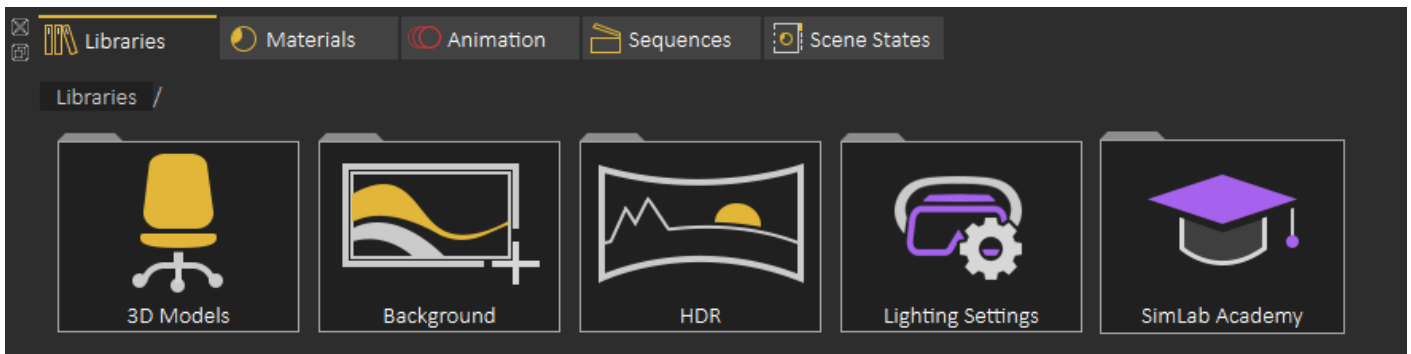 Libraries Materials Animation Sequences Scene States
Libraries /
3D Models Background HDR Lighting Settings SimLab Academy